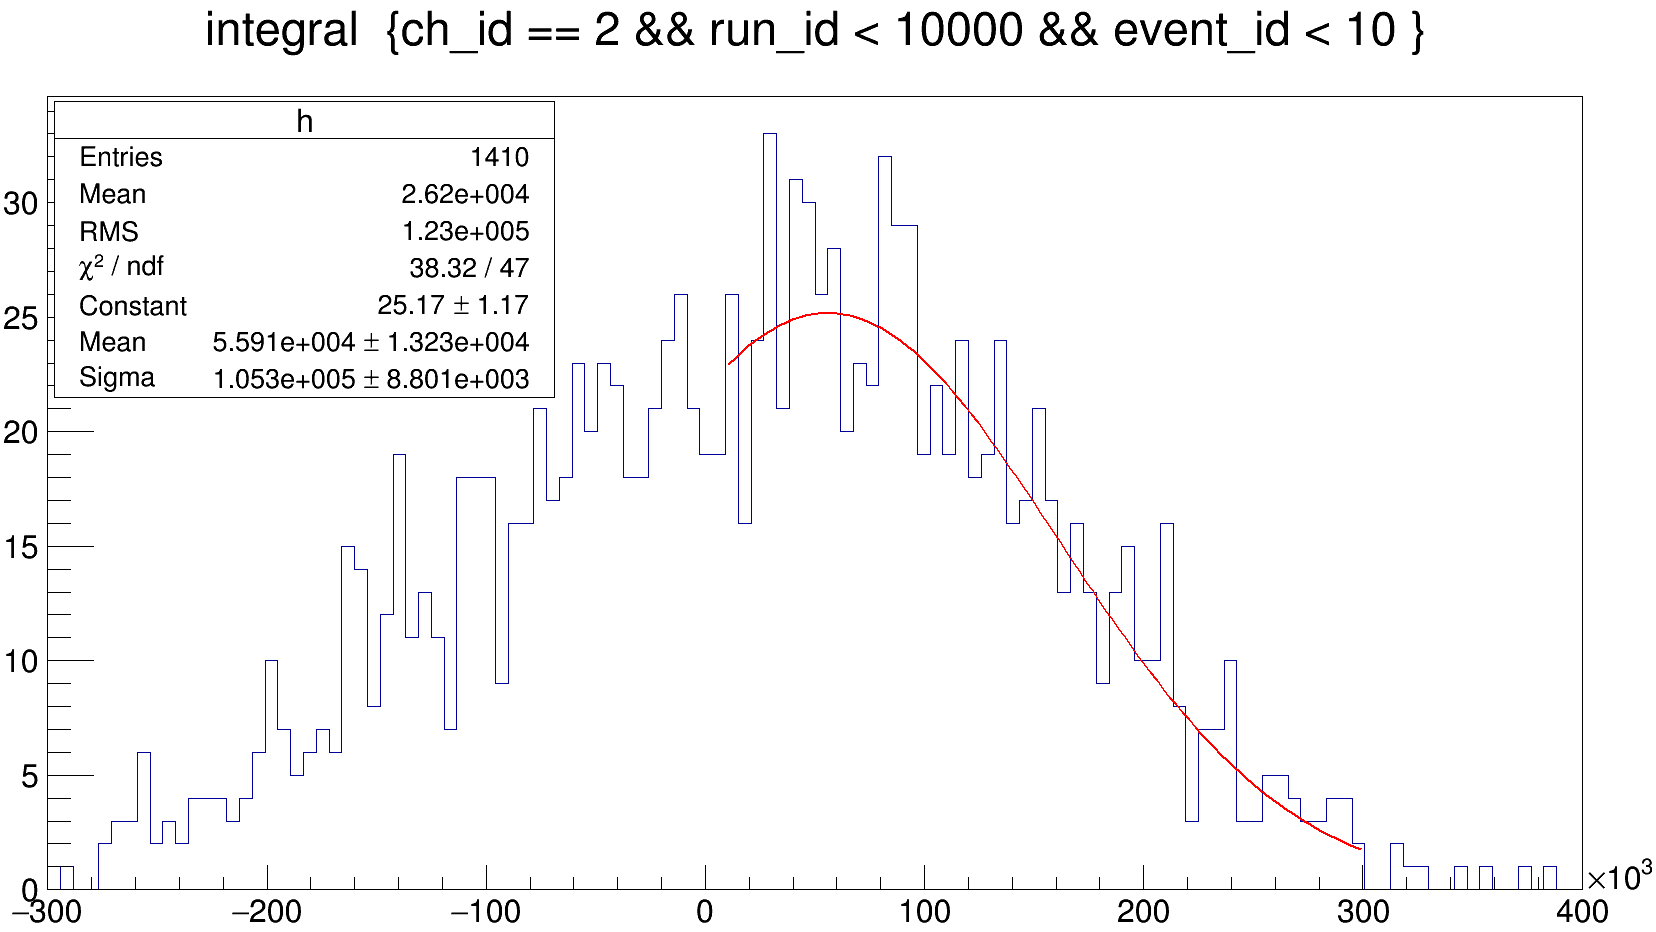 integral {ch_id == 2 && run_id < 10000 && event_id < 10 }
h
Entries 1410
Mean 2.62e+004
RMS 1.23e+005
χ² / ndf 38.32 / 47
Constant 25.17 ± 1.17
Mean 5.591e+004 ± 1.323e+004
Sigma 1.053e+005 ± 8.801e+003
30
25
20
15
10
5
0
−300 −200 −100 0 100 200 300 400
×10³